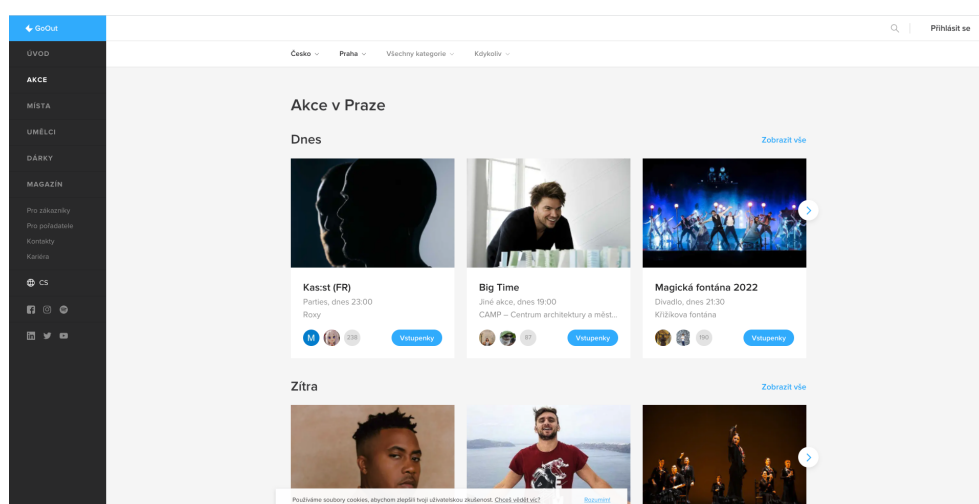 GoOut
Přihlásit se
ÚVOD
AKCE
MÍSTA
UMĚLCI
DÁRKY
MAGAZÍN
Pro zákazníky
Pro pořadatele
Kontakty
Kariéra
CS
Česko
Praha
Všechny kategorie
Kdykoliv
Akce v Praze
Dnes
Zobrazit vše
Kas:st (FR)
Parties, dnes 23:00
Roxy
M
238
Vstupenky
Big Time
Jiné akce, dnes 19:00
CAMP – Centrum architektury a měst...
87
Vstupenky
Magická fontána 2022
Divadlo, dnes 21:30
Křižíkova fontána
190
Vstupenky
Zítra
Zobrazit vše
Používáme soubory cookies, abychom zlepšili tvoji uživatelskou zkušenost. Chceš vědět víc?
Rozumím!